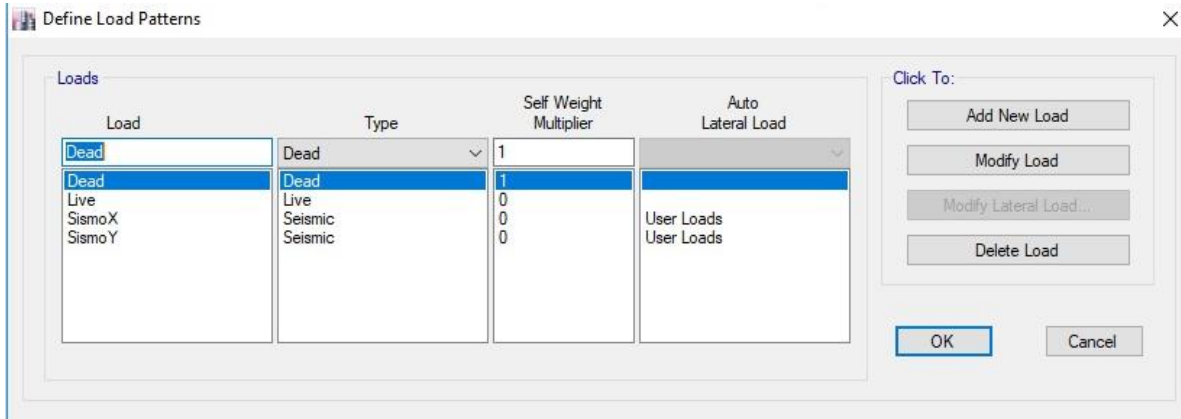 Define Load Patterns
Loads
Click To:
Load
Type
Self Weight
Multiplier
Auto
Lateral Load
Dead Dead 1
Dead Dead 1
Live Live 0
SismoX Seismic 0 User Loads
SismoY Seismic 0 User Loads
Add New Load
Modify Load
Modify Lateral Load...
Delete Load
OK
Cancel